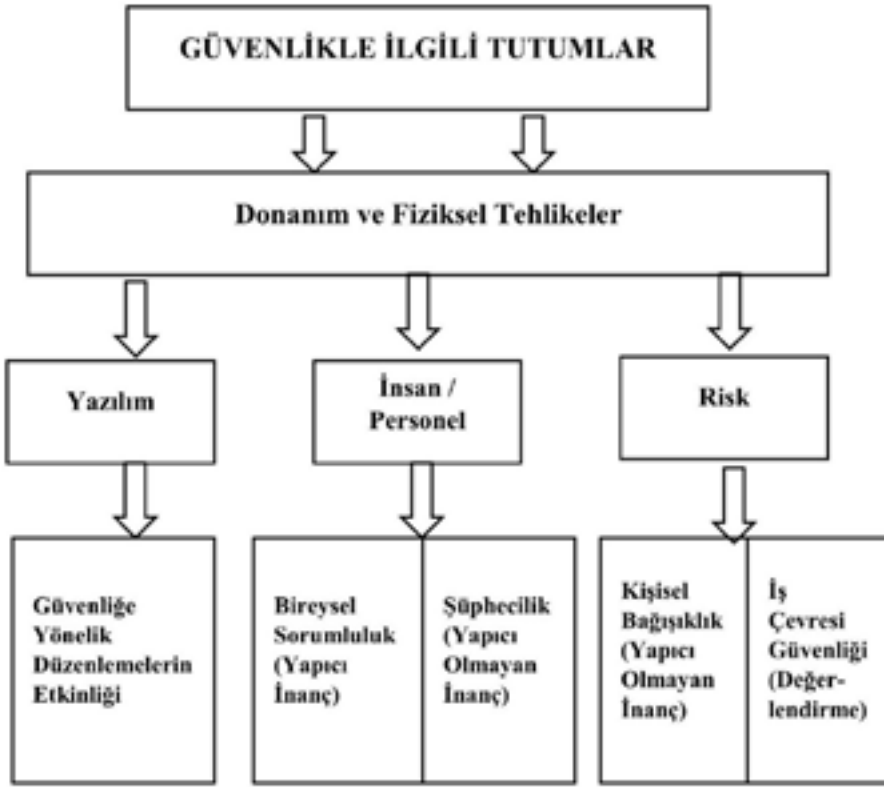 GÜVENLİKLE İLGİLİ TUTUMLAR
Donanım ve Fiziksel Tehlikeler
Yazılım
İnsan /
Personel
Risk
Güvenliğe
Yönelik
Düzenlemelerin
Etkinliği
Bireysel
Sorumluluk
(Yapıcı
İnanç)
Şüphecilik
(Yapıcı
Olmayan
İnanç)
Kişisel
Bağışıklık
(Yapıcı
Olmayan
İnanç)
İş
Çevresi
Güvenliği
(Değer-
lendirme)